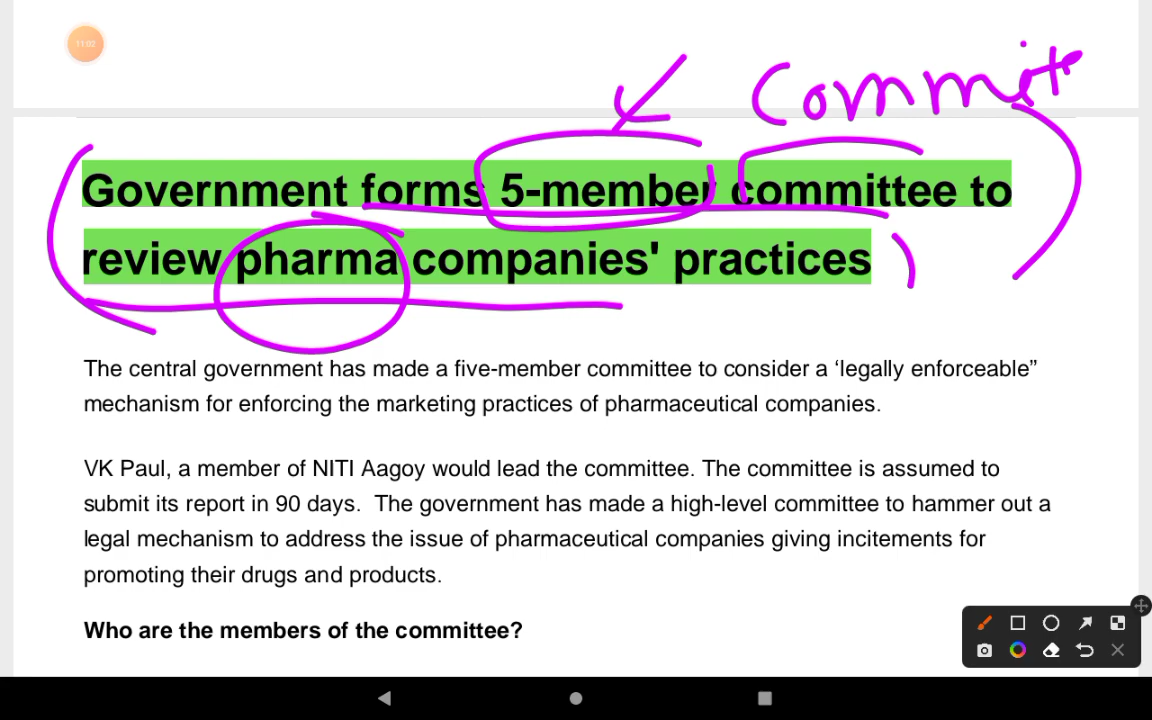 11:02
Commit
Government forms 5-member committee to
review pharma companies' practices
The central government has made a five-member committee to consider a ‘legally enforceable”
mechanism for enforcing the marketing practices of pharmaceutical companies.
VK Paul, a member of NITI Aagoy would lead the committee. The committee is assumed to
submit its report in 90 days.  The government has made a high-level committee to hammer out a
legal mechanism to address the issue of pharmaceutical companies giving incitements for
promoting their drugs and products.
Who are the members of the committee?